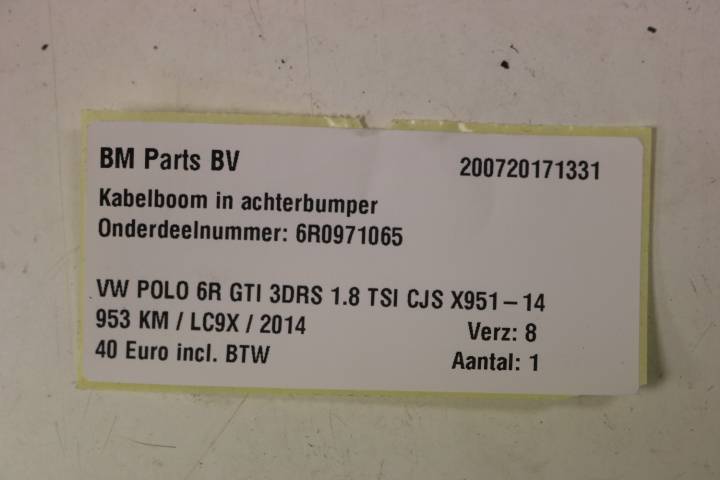 BM Parts BV 200720171331
Kabelboom in achterbumper
Onderdeelnummer: 6R0971065
VW POLO 6R GTI 3DRS 1.8 TSI CJS X951-14
953 KM / LC9X / 2014 Verz: 8
40 Euro incl. BTW Aantal: 1